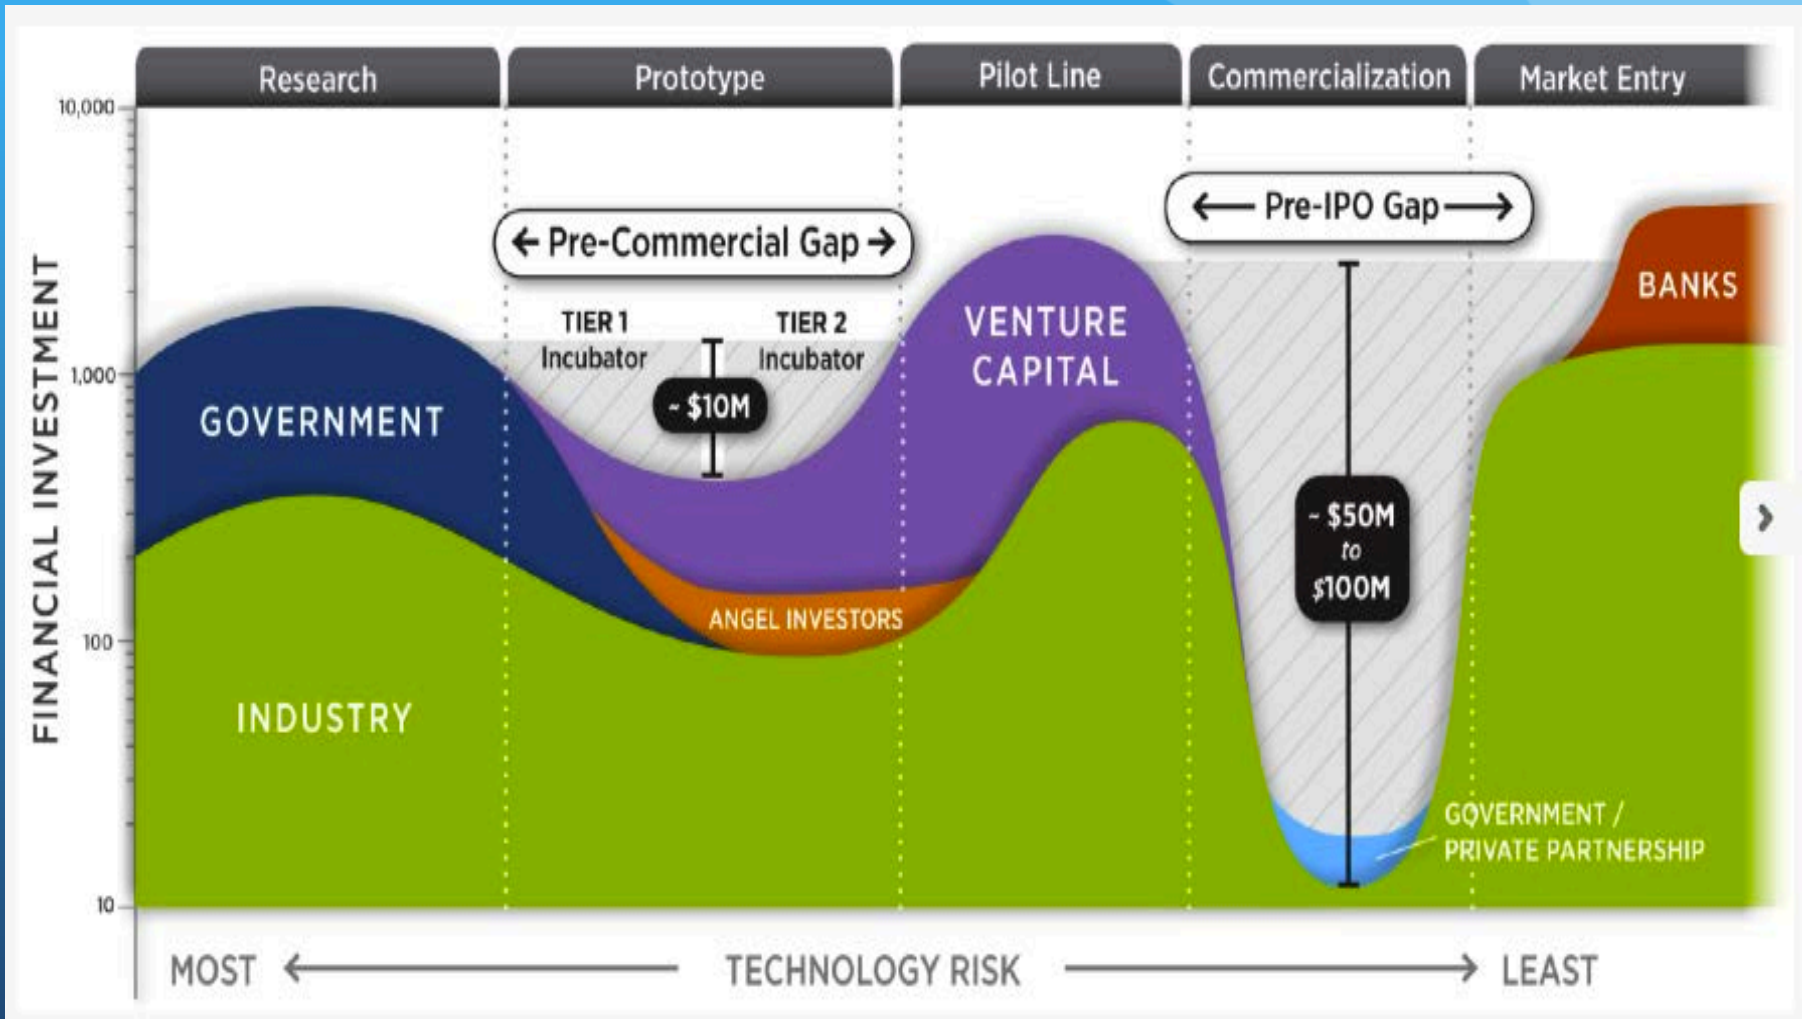 Research
Prototype
Pilot Line
Commercialization
Market Entry
10,000
1,000
100
10
FINANCIAL INVESTMENT
← Pre-Commercial Gap →
← Pre-IPO Gap →
TIER 1
Incubator
TIER 2
Incubator
~ $10M
GOVERNMENT
VENTURE
CAPITAL
BANKS
~ $50M
to
$100M
ANGEL INVESTORS
INDUSTRY
GOVERNMENT /
PRIVATE PARTNERSHIP
MOST ← TECHNOLOGY RISK → LEAST